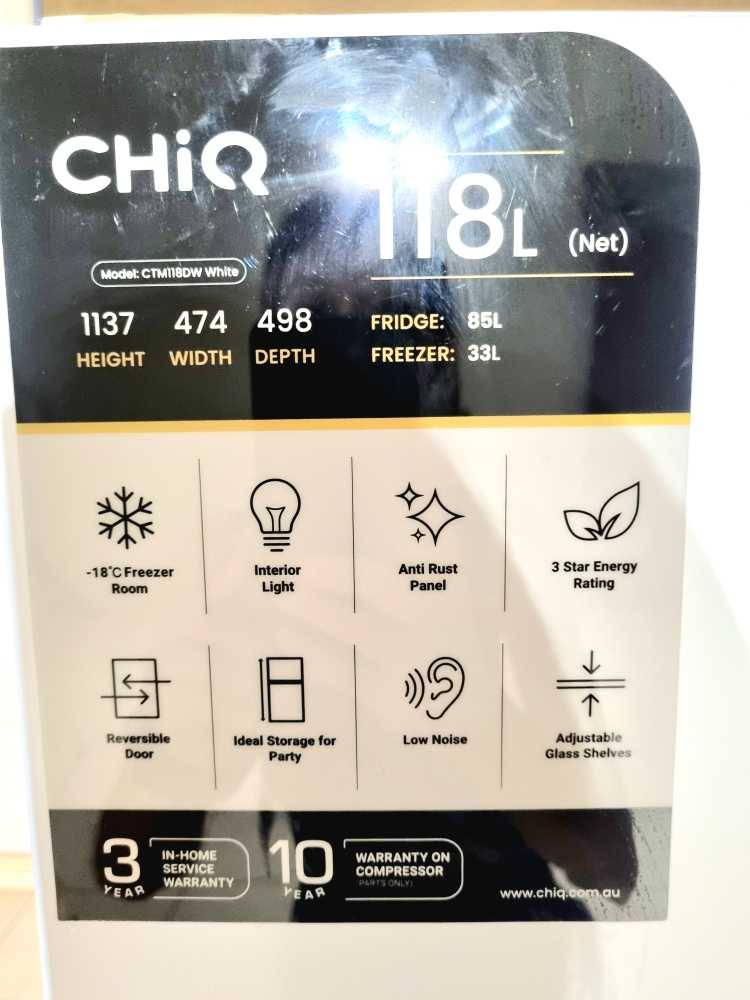 CHiQ
118L (Net)
Model: CTM118DW White
1137 474 498
HEIGHT WIDTH DEPTH
FRIDGE: 85L
FREEZER: 33L
-18℃ Freezer
Room
Interior
Light
Anti Rust
Panel
3 Star Energy
Rating
Reversible
Door
Ideal Storage for
Party
Low Noise
Adjustable
Glass Shelves
3 YEAR
IN-HOME
SERVICE
WARRANTY
10 YEAR
WARRANTY ON
COMPRESSOR
(PARTS ONLY)
www.chiq.com.au